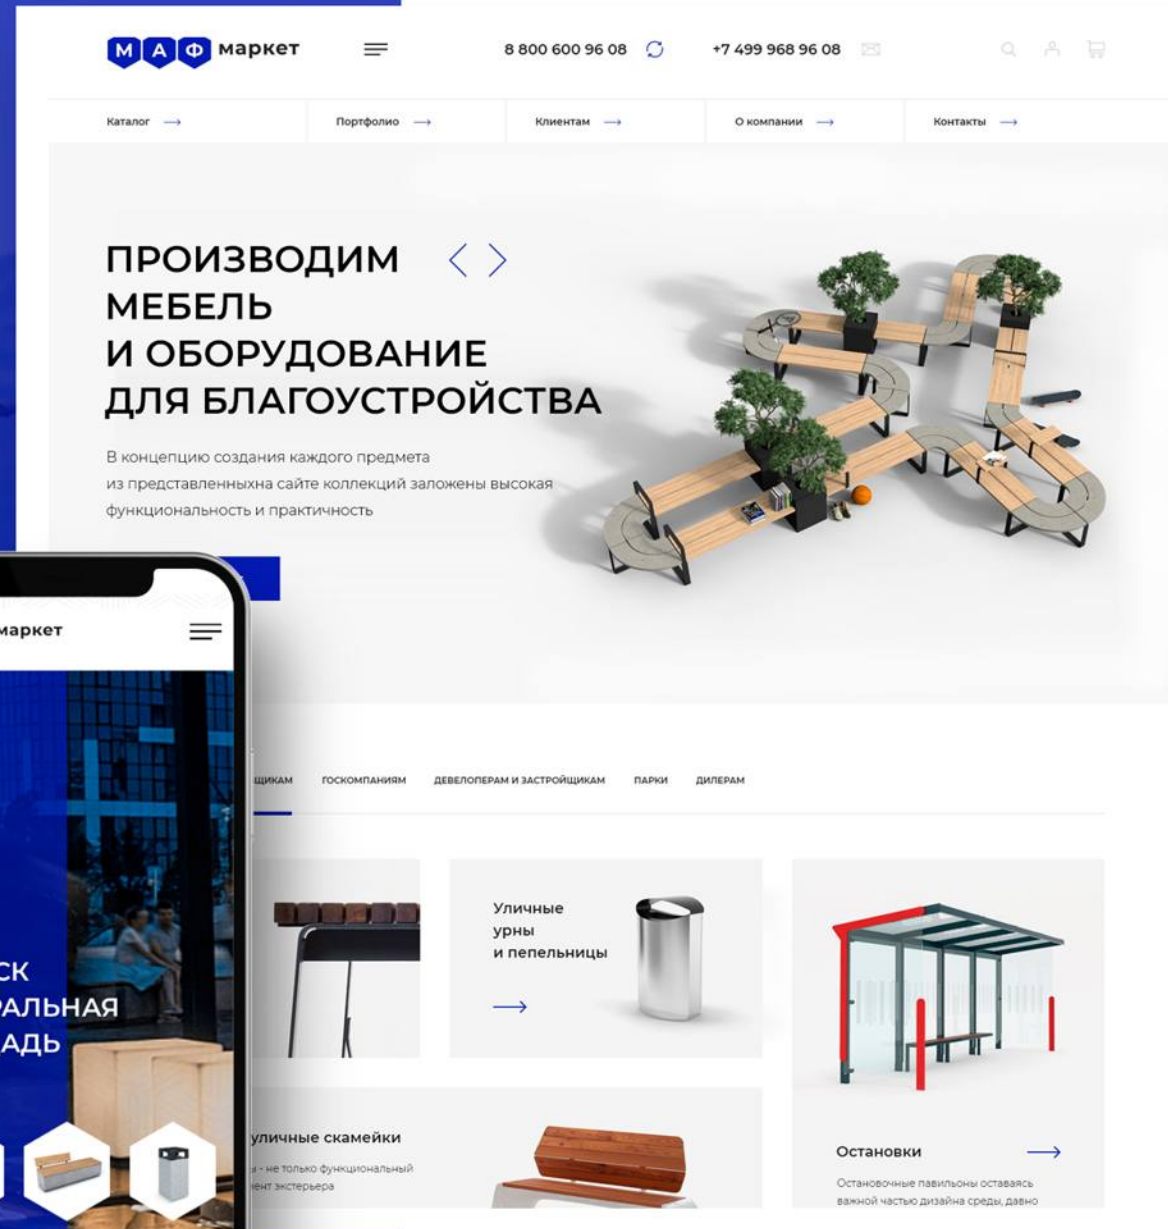 МАФ маркет
8 800 600 96 08
+7 499 968 96 08
Каталог
Портфолио
Клиентам
О компании
Контакты
ПРОИЗВОДИМ
МЕБЕЛЬ
И ОБОРУДОВАНИЕ
ДЛЯ БЛАГОУСТРОЙСТВА
В концепцию создания каждого предмета
из представленныхна сайте коллекций заложены высокая
функциональность и практичность
маркет
ЩИКАМ
ГОСКОМПАНИЯМ
ДЕВЕЛОПЕРАМ И ЗАСТРОЙЩИКАМ
ПАРКИ
ДИЛЕРАМ
Уличные
урны
и пепельницы
СК
РАЛЬНАЯ
АДЬ
уличные скамейки
ы - не только функциональный
ент экстерьера
Остановки
Остановочные павильоны оставаясь
важной частью дизайна среды, давно